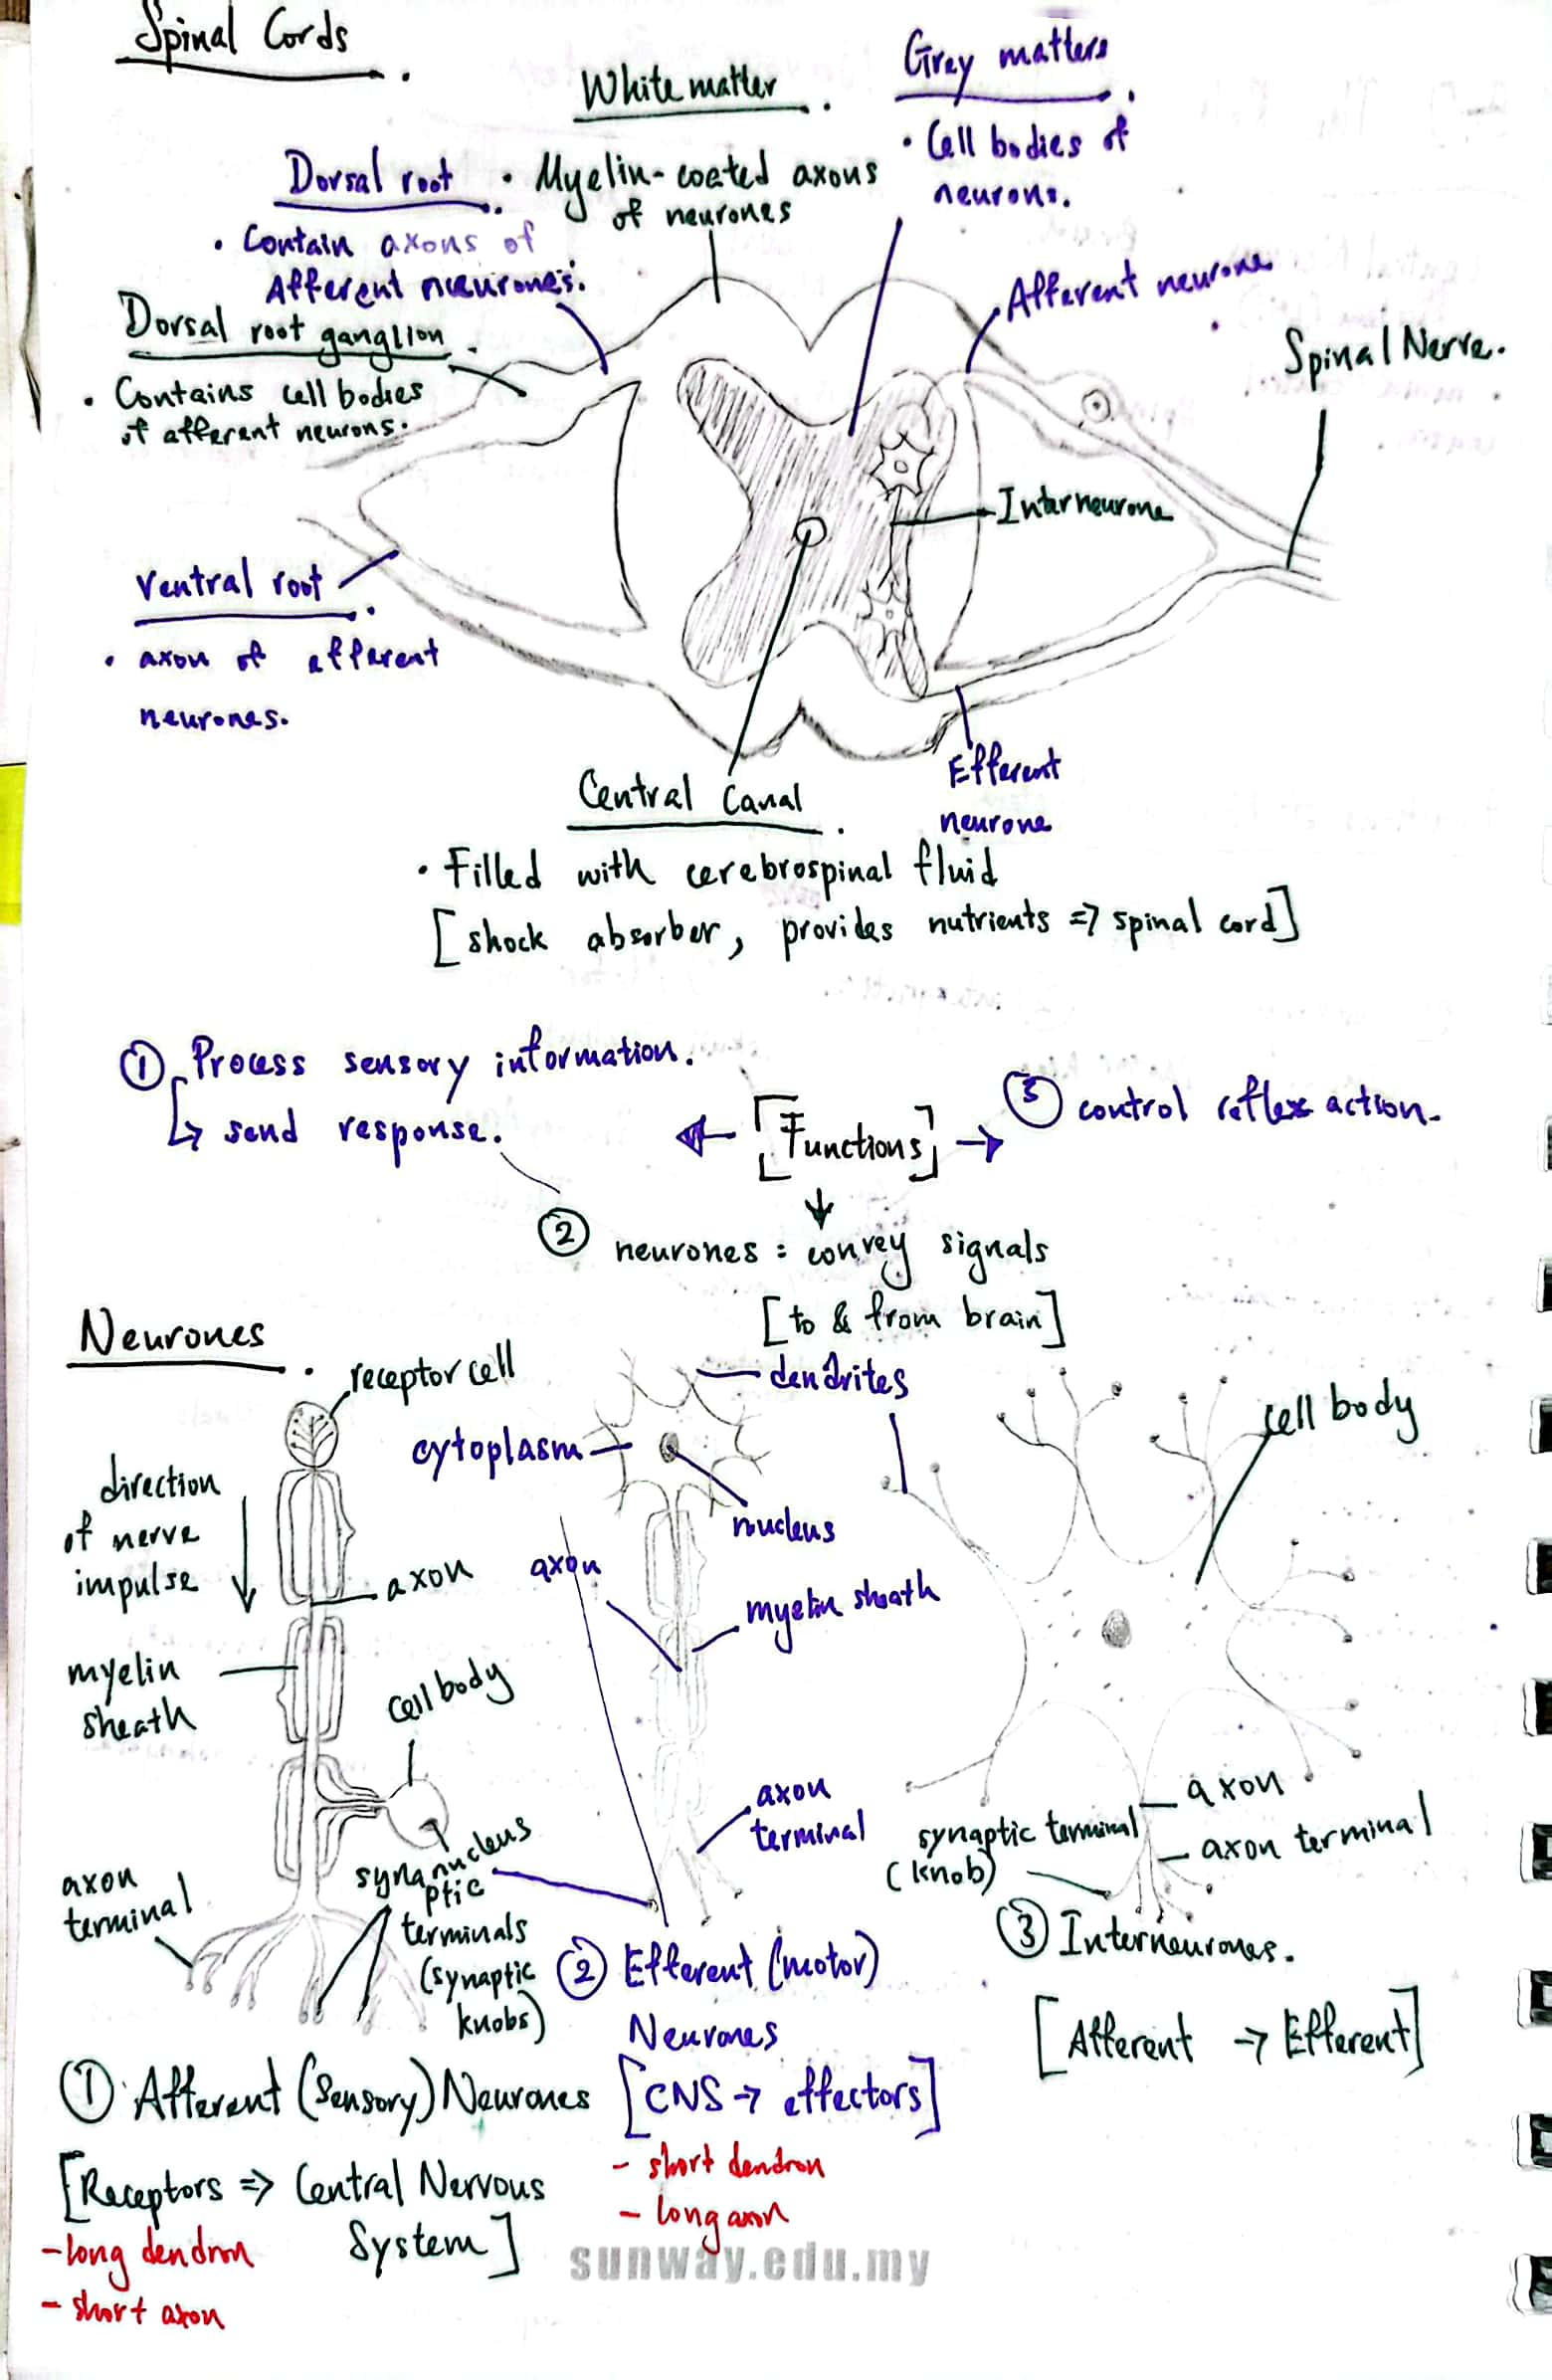 Spinal Cords
White matter
• Myelin-coated axons
of neurones
Grey matters
• Cell bodies of
neurons.
Dorsal root
• Contain axons of
Afferent neurones.
Dorsal root ganglion
• Contains cell bodies
of afferent neurons.
Afferent neurone
Spinal Nerve.
Interneurone
Ventral root
• axon of efferent
neurones.
Efferent
neurone
Central Canal
• Filled with cerebrospinal fluid
[shock absorber, provides nutrients => spinal cord]
① Process sensory information.
↳ send response.
[Functions]
③ control reflex action.
② neurones : convey signals
[to & from brain]
Neurones
receptor cell
direction
of nerve
impulse
axon
myelin
sheath
cell body
nucleus
axon
terminal
synaptic
terminals
(synaptic
knobs)
① Afferent (Sensory) Neurones
[Receptors => Central Nervous
System]
- long dendron
- short axon
dendrites
cytoplasm
nucleus
axon
myelin sheath
axon
terminal
② Efferent (motor)
Neurones
[CNS → effectors]
- short dendron
- long axon
cell body
axon
synaptic terminal
(knob)
axon terminal
③ Interneurones.
[Afferent → Efferent]
sunway.edu.my